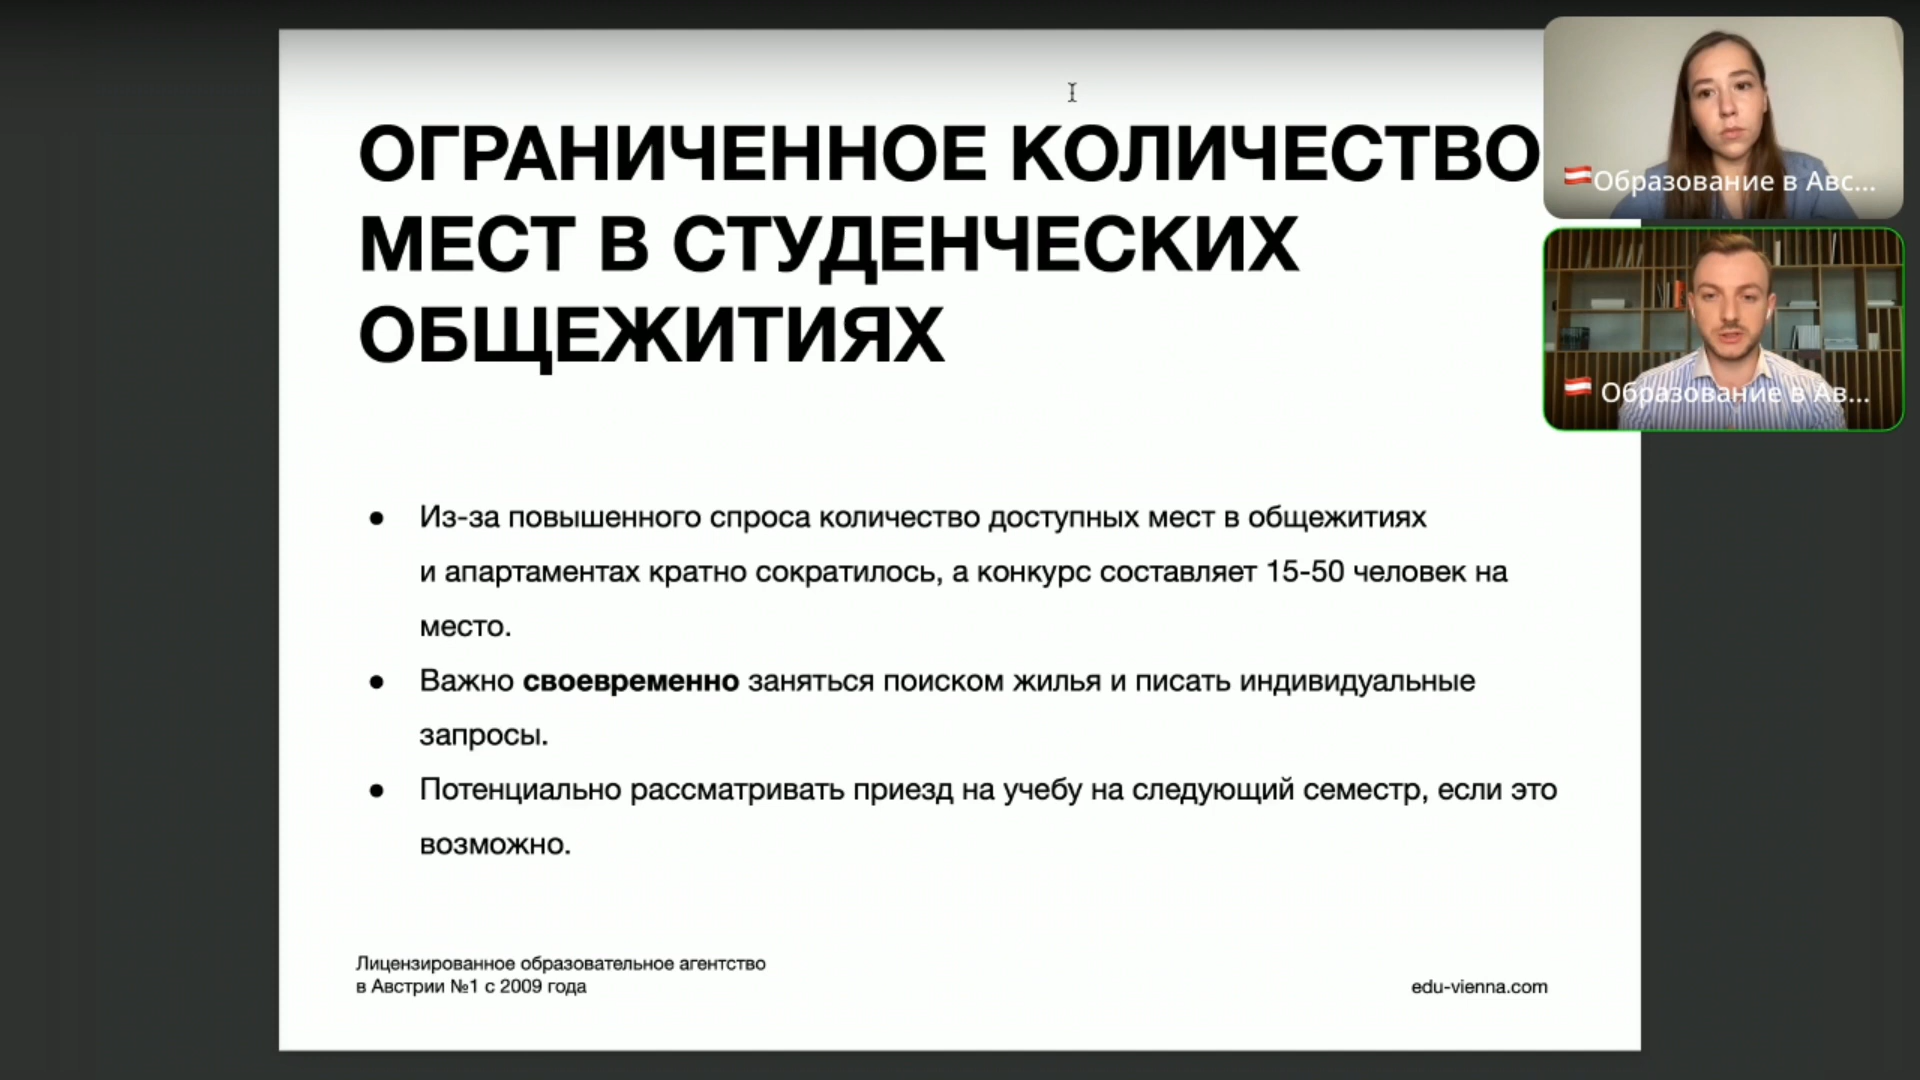 ОГРАНИЧЕННОЕ КОЛИЧЕСТВО
МЕСТ В СТУДЕНЧЕСКИХ
ОБЩЕЖИТИЯХ
Образование в Авс...
Образование в Ав...
● Из-за повышенного спроса количество доступных мест в общежитиях
и апартаментах кратно сократилось, а конкурс составляет 15-50 человек на
место.
● Важно своевременно заняться поиском жилья и писать индивидуальные
запросы.
● Потенциально рассматривать приезд на учебу на следующий семестр, если это
возможно.
Лицензированное образовательное агентство
в Австрии №1 с 2009 года
edu-vienna.com